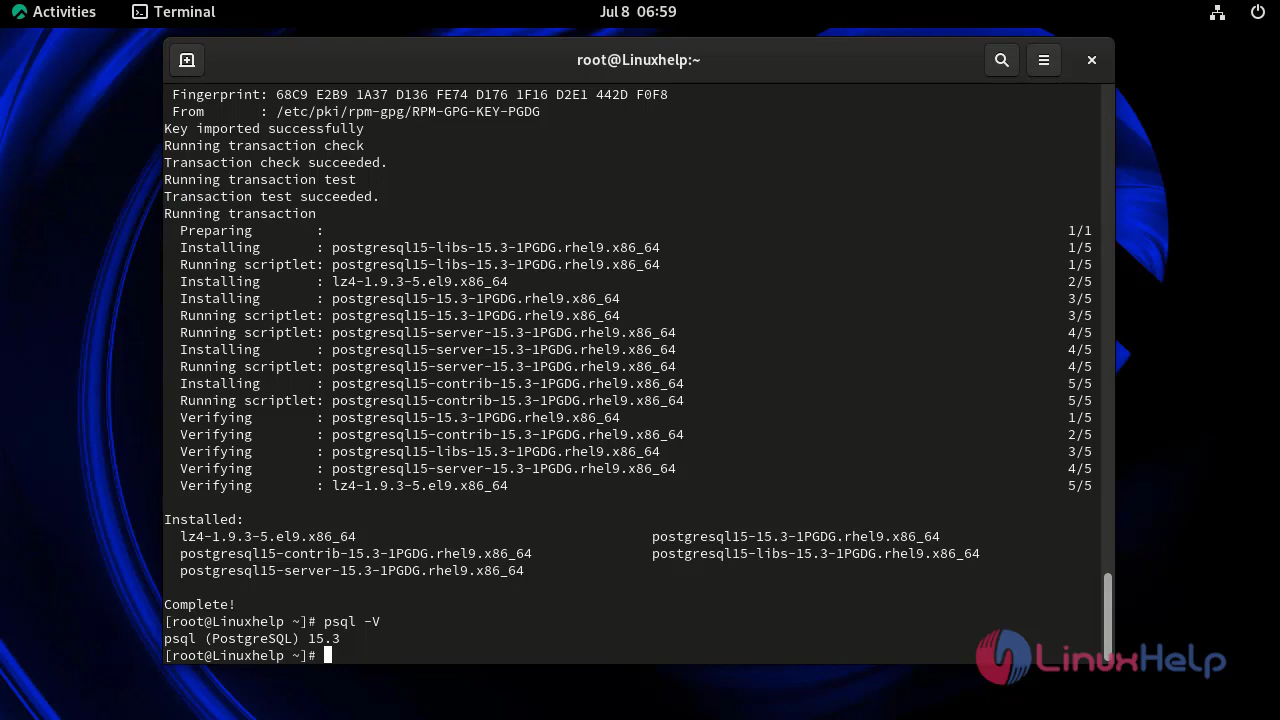 Activities Terminal Jul 8 06:59
root@Linuxhelp:~
Fingerprint: 68C9 E2B9 1A37 D136 FE74 D176 1F16 D2E1 442D F0F8
From : /etc/pki/rpm-gpg/RPM-GPG-KEY-PGDG
Key imported successfully
Running transaction check
Transaction check succeeded.
Running transaction test
Transaction test succeeded.
Running transaction
Preparing : 1/1
Installing : postgresql15-libs-15.3-1PGDG.rhel9.x86_64 1/5
Running scriptlet: postgresql15-libs-15.3-1PGDG.rhel9.x86_64 1/5
Installing : lz4-1.9.3-5.el9.x86_64 2/5
Installing : postgresql15-15.3-1PGDG.rhel9.x86_64 3/5
Running scriptlet: postgresql15-15.3-1PGDG.rhel9.x86_64 3/5
Running scriptlet: postgresql15-server-15.3-1PGDG.rhel9.x86_64 4/5
Installing : postgresql15-server-15.3-1PGDG.rhel9.x86_64 4/5
Running scriptlet: postgresql15-server-15.3-1PGDG.rhel9.x86_64 4/5
Installing : postgresql15-contrib-15.3-1PGDG.rhel9.x86_64 5/5
Running scriptlet: postgresql15-contrib-15.3-1PGDG.rhel9.x86_64 5/5
Verifying : postgresql15-15.3-1PGDG.rhel9.x86_64 1/5
Verifying : postgresql15-contrib-15.3-1PGDG.rhel9.x86_64 2/5
Verifying : postgresql15-libs-15.3-1PGDG.rhel9.x86_64 3/5
Verifying : postgresql15-server-15.3-1PGDG.rhel9.x86_64 4/5
Verifying : lz4-1.9.3-5.el9.x86_64 5/5
Installed:
lz4-1.9.3-5.el9.x86_64 postgresql15-15.3-1PGDG.rhel9.x86_64
postgresql15-contrib-15.3-1PGDG.rhel9.x86_64 postgresql15-libs-15.3-1PGDG.rhel9.x86_64
postgresql15-server-15.3-1PGDG.rhel9.x86_64
Complete!
[root@Linuxhelp ~]# psql -V
psql (PostgreSQL) 15.3
[root@Linuxhelp ~]#
LinuxHelp